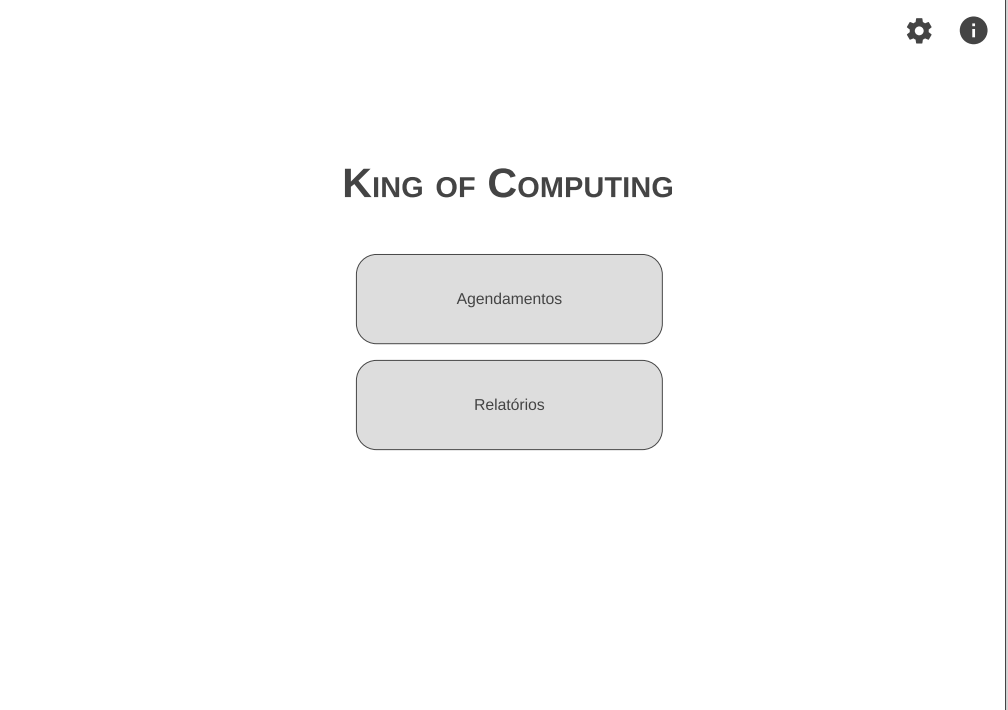 King of Computing
Agendamentos
Relatórios